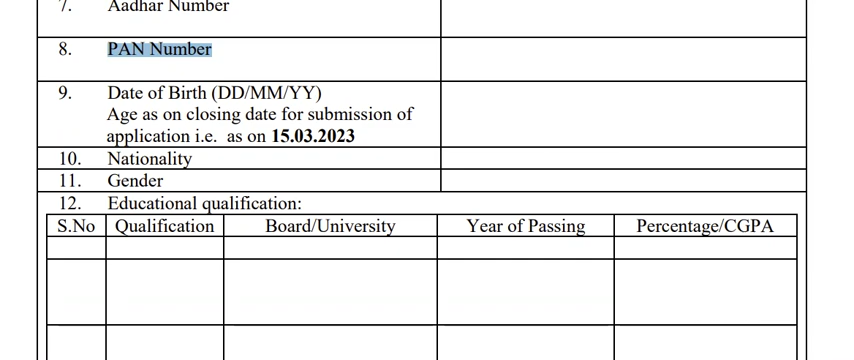 7. Aadhar Number
8. PAN Number
9. Date of Birth (DD/MM/YY)
Age as on closing date for submission of
application i.e. as on 15.03.2023
10. Nationality
11. Gender
12. Educational qualification:
S.No Qualification Board/University Year of Passing Percentage/CGPA